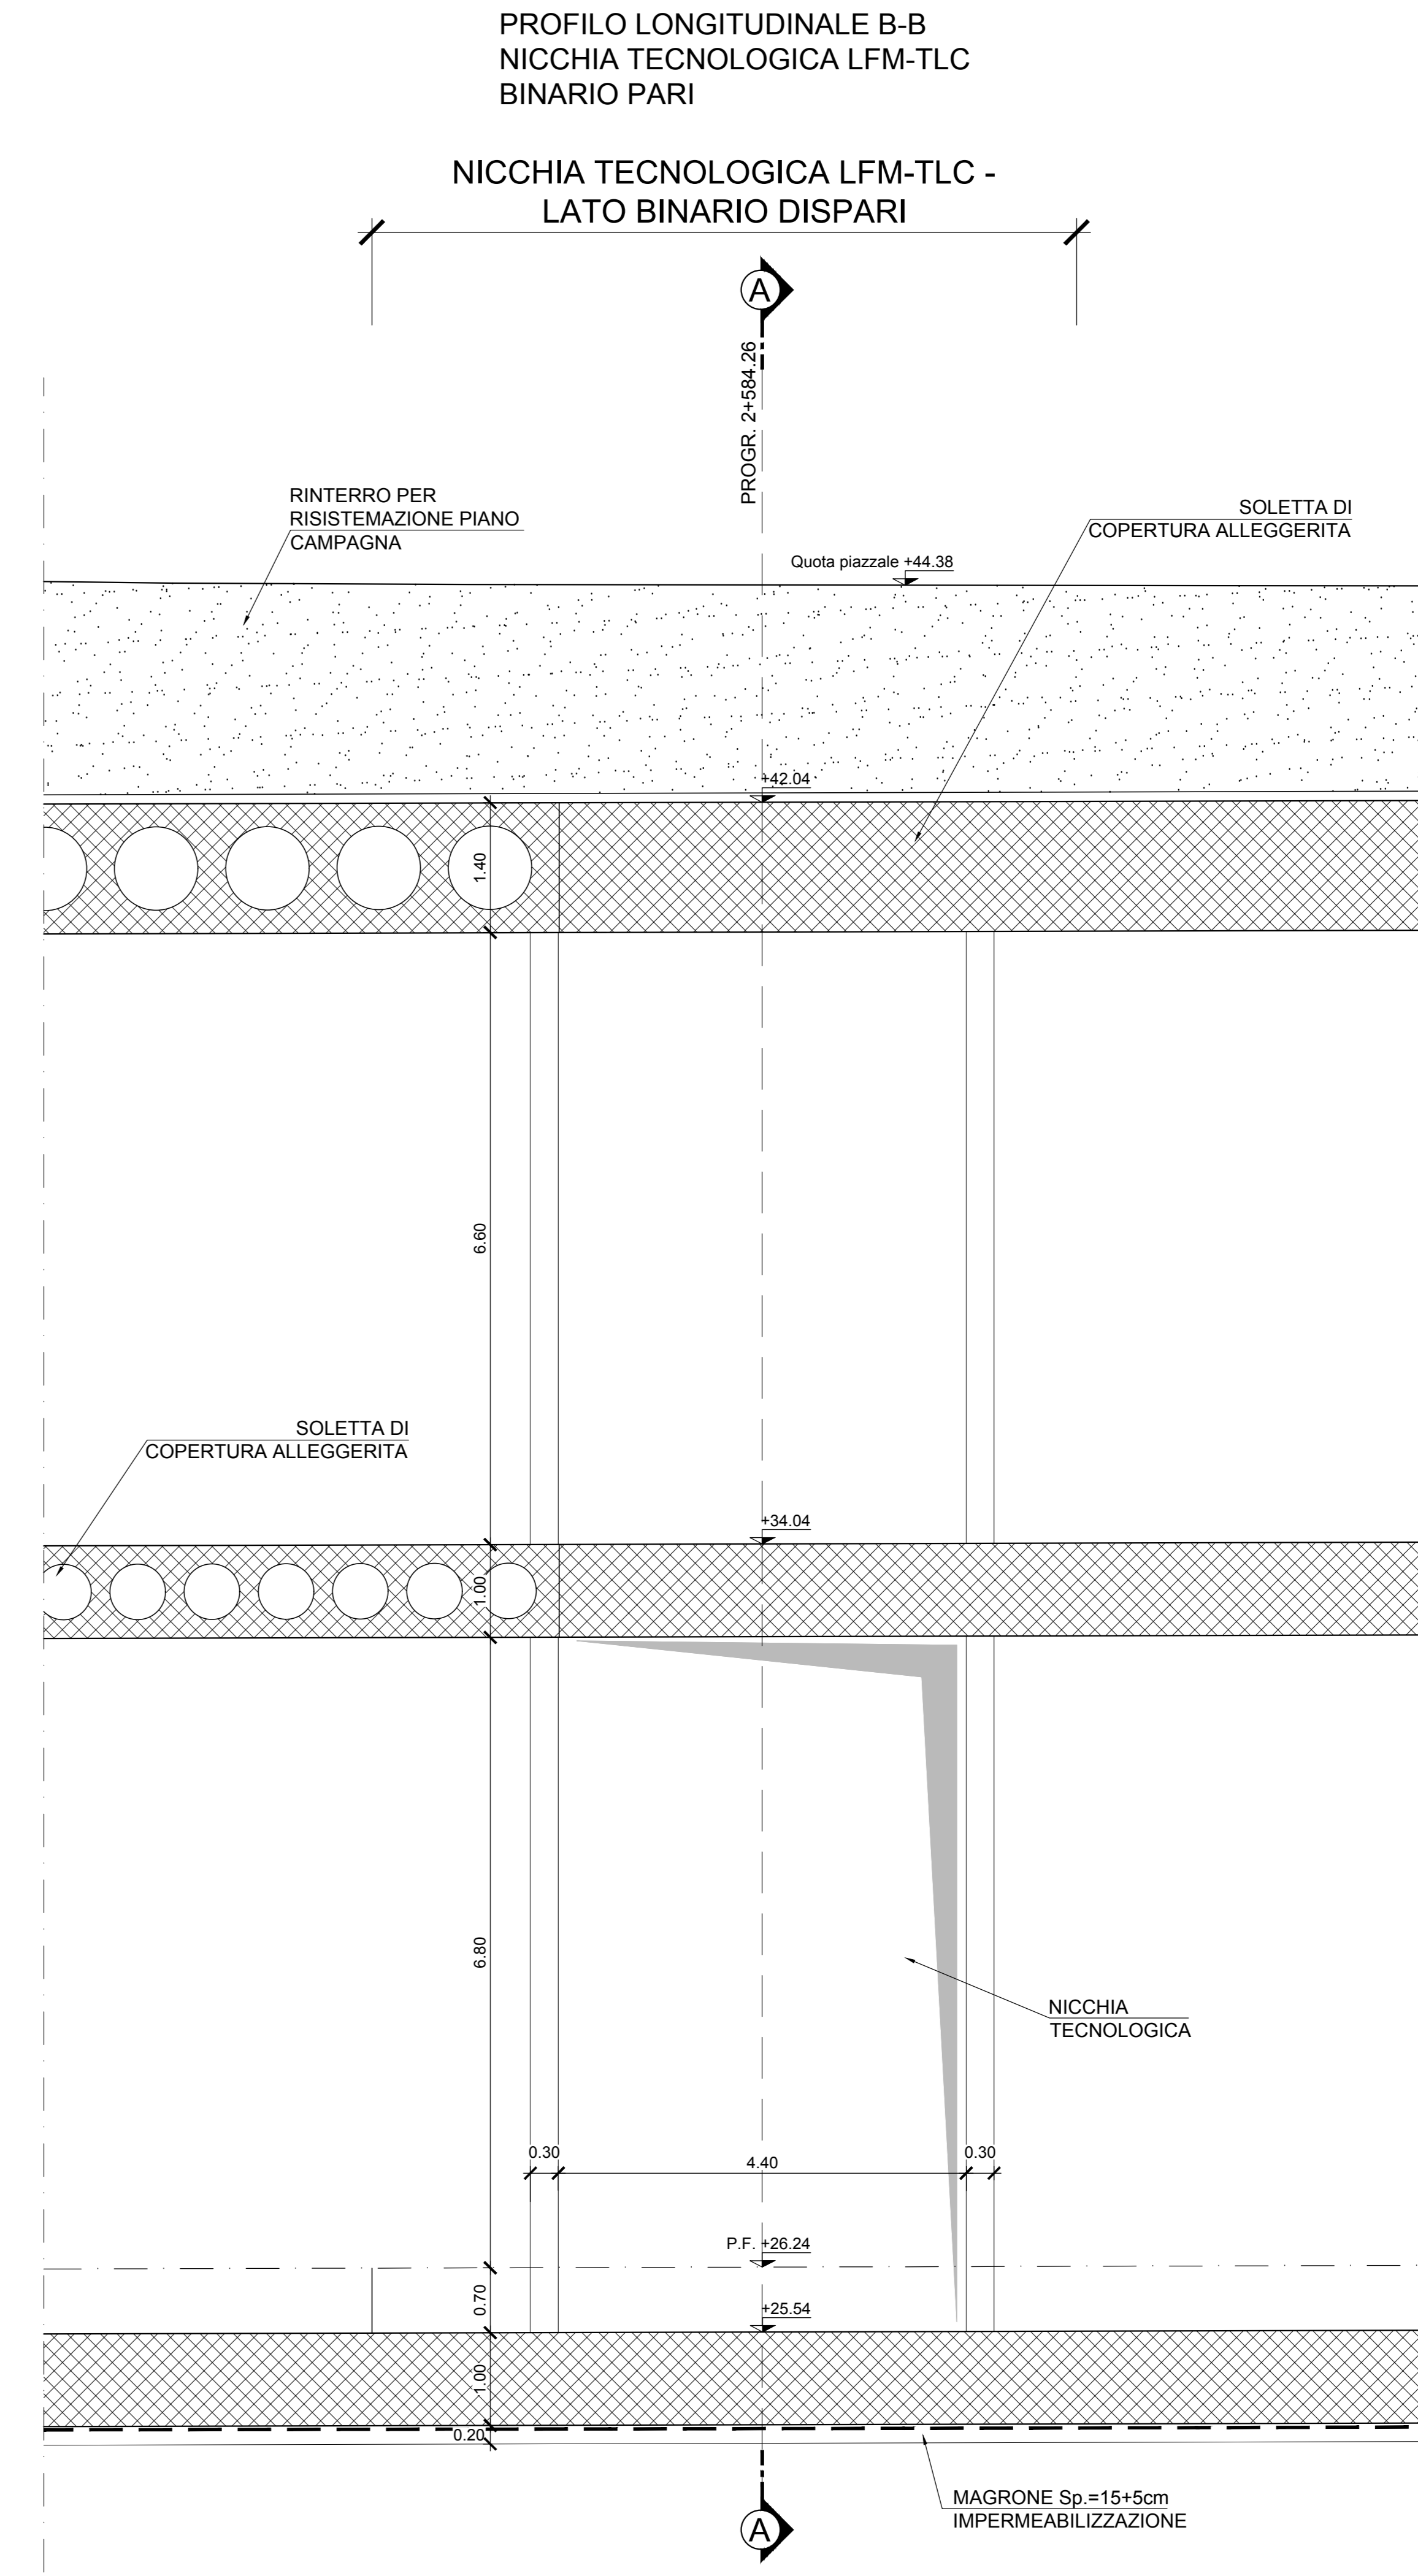 PROFILO LONGITUDINALE B-B
NICCHIA TECNOLOGICA LFM-TLC
BINARIO PARI
NICCHIA TECNOLOGICA LFM-TLC -
LATO BINARIO DISPARI
A
PROGR. 2+584.26
RINTERRO PER
RISISTEMAZIONE PIANO
CAMPAGNA
SOLETTA DI
COPERTURA ALLEGGERITA
Quota piazzale +44.38
+42.04
1.40
6.60
SOLETTA DI
COPERTURA ALLEGGERITA
+34.04
1.00
6.80
NICCHIA
TECNOLOGICA
0.30
4.40
0.30
P.F. +26.24
0.70
+25.54
1.00
0.20
MAGRONE Sp.=15+5cm
IMPERMEABILIZZAZIONE
A